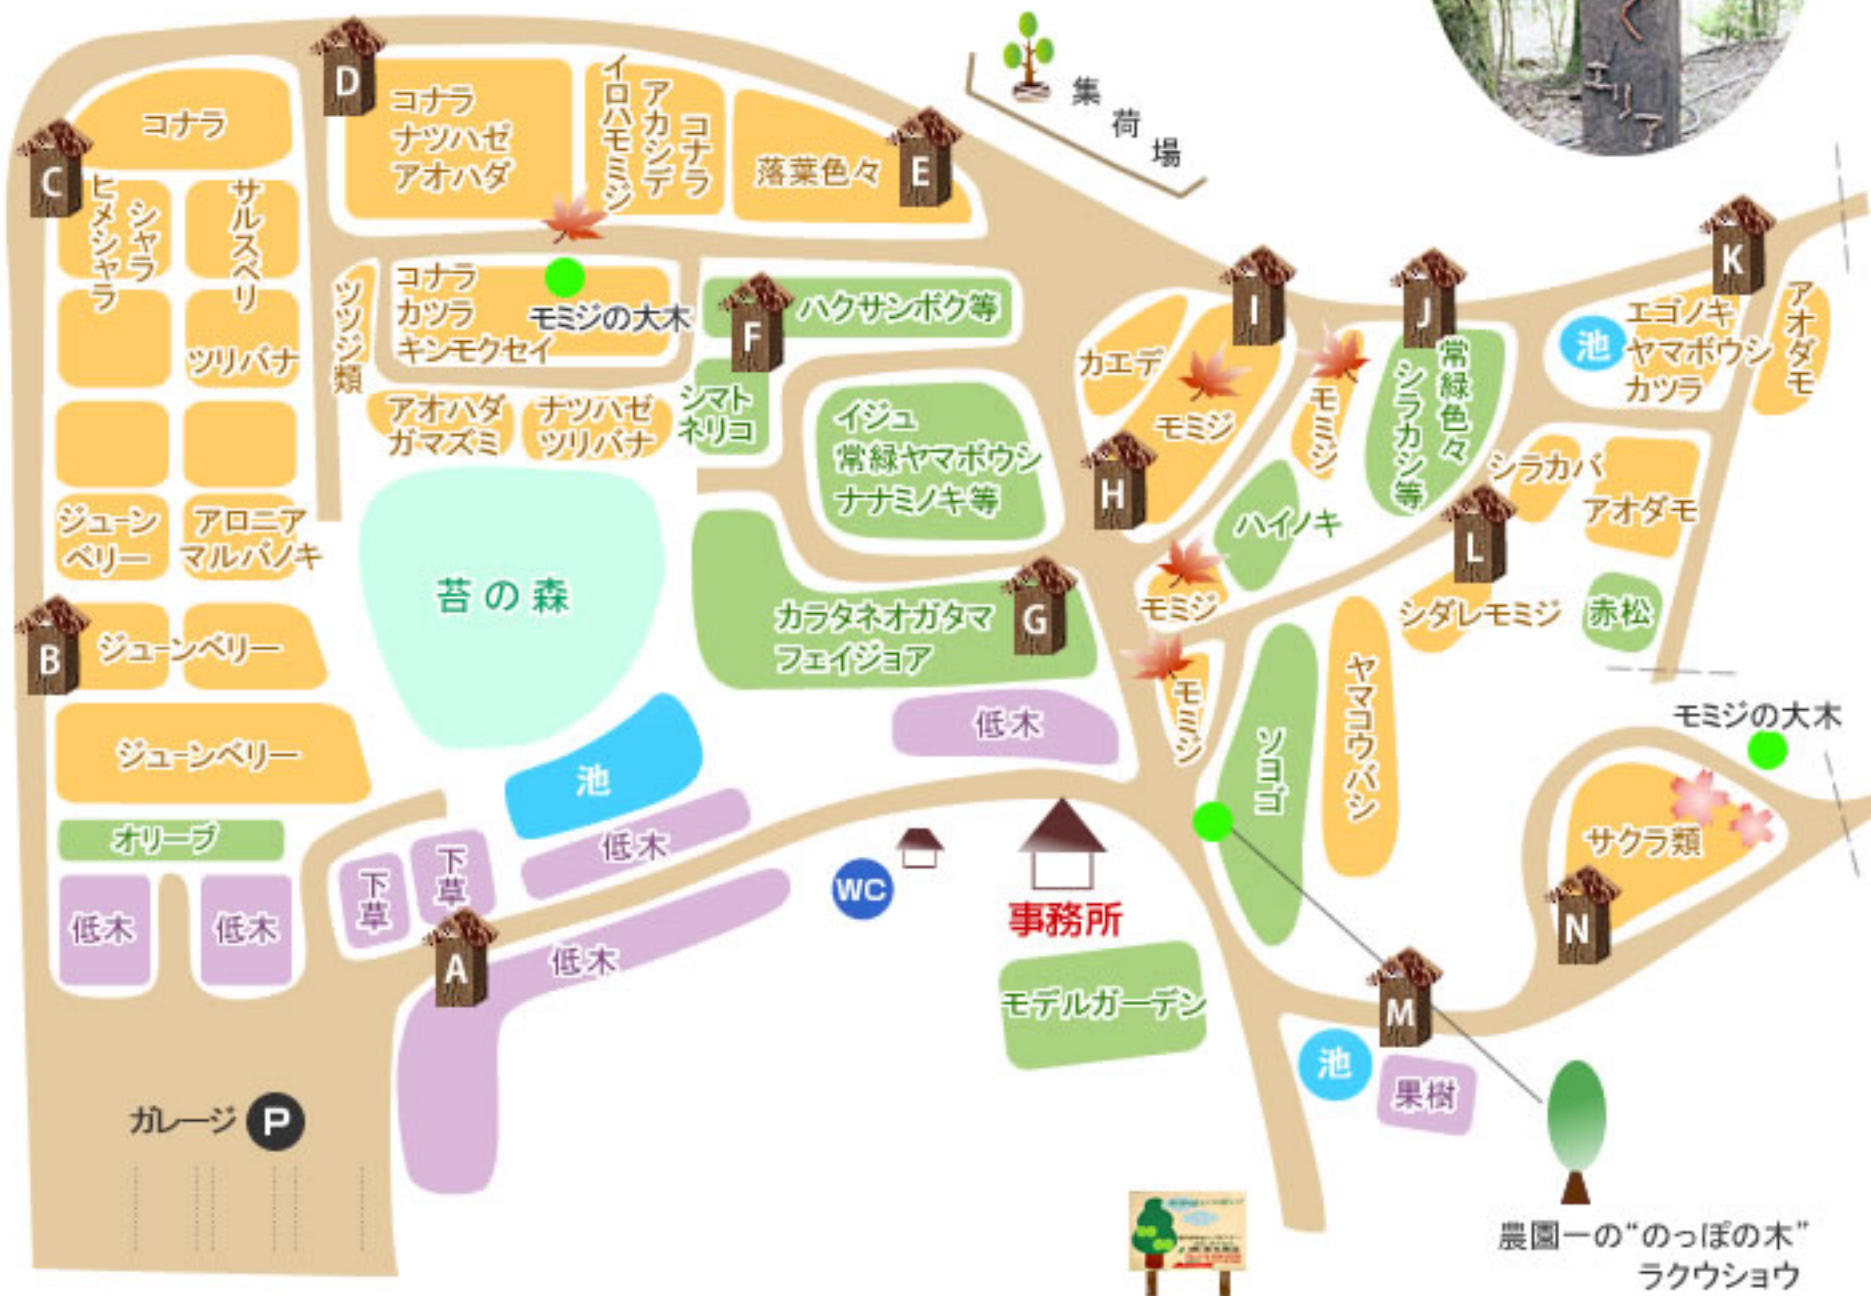 く
エリア
D
コナラ
ナツハゼ
アオハダ
イロハモミジ
アカシデ
コナラ
落葉色々
E
集荷場
コナラ
C
ヒメシャラ
シャラ
サルスベリ
ツリバナ
ツツジ類
コナラ
カツラ
キンモクセイ
モミジの大木
F
ハクサンボク等
シマト
ネリコ
アオハダ
ガマズミ
ナツハゼ
ツリバナ
イジュ
常緑ヤマボウシ
ナナミノキ等
カエデ
I
モミジ
モミジ
J
常緑色々
シラカシ等
K
池
エゴノキ
ヤマボウシ
カツラ
アオダモ
H
ハイノキ
シラカバ
アオダモ
L
ジューン
ベリー
アロニア
マルバノキ
苔の森
カラタネオガタマ
フェイジョア
G
モミジ
シダレモミジ
赤松
B
ジューンベリー
ジューンベリー
低木
モミジ
ソヨゴ
ヤマコウバシ
モミジの大木
池
オリーブ
低木
低木
下草
下草
低木
A
低木
WC
事務所
モデルガーデン
サクラ類
N
M
池
果樹
ガレージ P
農園一の“のっぽの木”
ラクウショウ